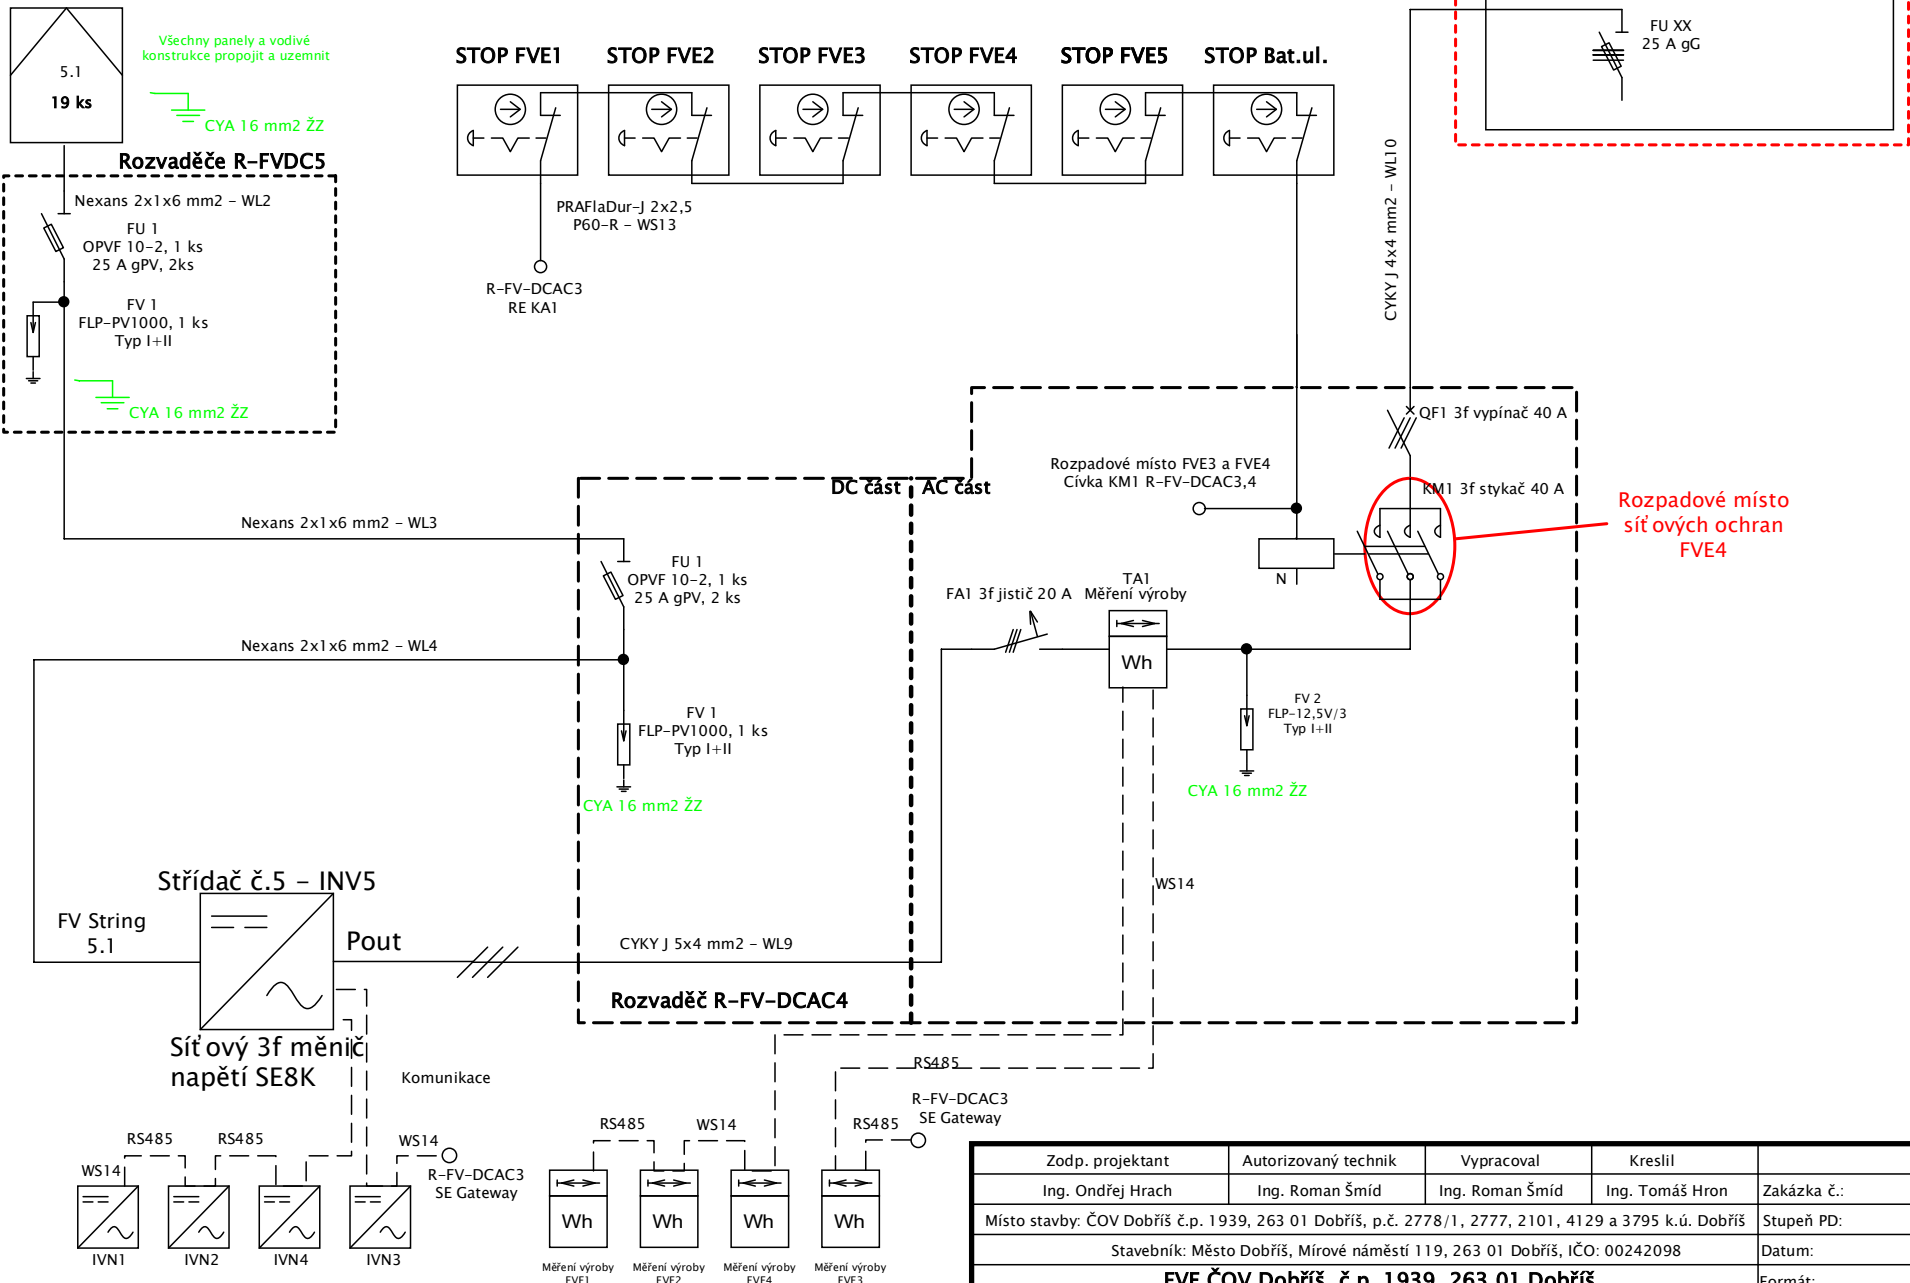 5.1
19 ks
Všechny panely a vodivé
konstrukce propojit a uzemnit
CYA 16 mm2 ŽZ
Rozvaděče R-FVDC5
Nexans 2x1x6 mm2 - WL2
FU 1
OPVF 10-2, 1 ks
25 A gPV, 2ks
FV 1
FLP-PV1000, 1 ks
Typ I+II
CYA 16 mm2 ŽZ
STOP FVE1
STOP FVE2
STOP FVE3
STOP FVE4
STOP FVE5
STOP Bat.ul.
PRAFlaDur-J 2x2,5
P60-R - WS13
R-FV-DCAC3
RE KA1
FU XX
25 A gG
CYKY J 4x4 mm2 - WL10
QF1 3f vypínač 40 A
Rozpadové místo FVE3 a FVE4
Cívka KM1 R-FV-DCAC3,4
KM1 3f stykač 40 A
Rozpadové místo
síťových ochran
FVE4
DC část
AC část
N
Nexans 2x1x6 mm2 - WL3
FU 1
OPVF 10-2, 1 ks
25 A gPV, 2 ks
FA1 3f jistič 20 A
TA1
Měření výroby
Wh
Nexans 2x1x6 mm2 - WL4
FV 1
FLP-PV1000, 1 ks
Typ I+II
CYA 16 mm2 ŽZ
FV 2
FLP-12,5V/3
Typ I+II
CYA 16 mm2 ŽZ
WS14
Střídač č.5 - INV5
FV String
5.1
Pout
CYKY J 5x4 mm2 - WL9
Rozvaděč R-FV-DCAC4
Síťový 3f měnič
napětí SE8K
Komunikace
RS485
R-FV-DCAC3
SE Gateway
RS485
RS485
WS14
WS14
R-FV-DCAC3
SE Gateway
RS485
WS14
RS485
Wh
Wh
Wh
Wh
IVN1
IVN2
IVN4
IVN3
Měření výroby
FVE1
Měření výroby
FVE2
Měření výroby
FVE4
Měření výroby
FVE3
Zodp. projektant
Autorizovaný technik
Vypracoval
Kreslil
Ing. Ondřej Hrach
Ing. Roman Šmíd
Ing. Roman Šmíd
Ing. Tomáš Hron
Zakázka č.:
Místo stavby: ČOV Dobříš č.p. 1939, 263 01 Dobříš, p.č. 2778/1, 2777, 2101, 4129 a 3795 k.ú. Dobříš
Stupeň PD:
Stavebník: Město Dobříš, Mírové náměstí 119, 263 01 Dobříš, IČO: 00242098
Datum:
FVE ČOV Dobříš, č.p. 1939, 263 01 Dobříš
Formát: